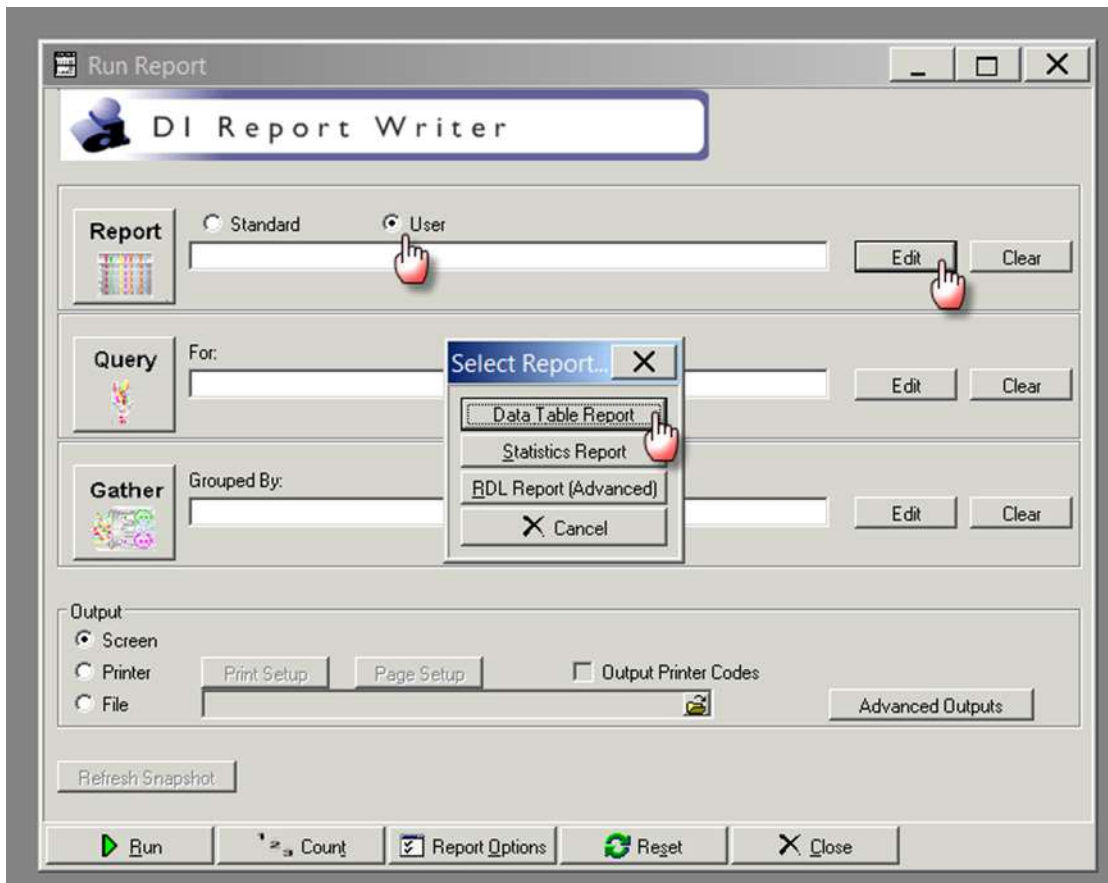 Run Report
DI Report Writer
Report
Standard
User
Edit
Clear
Query
For:
Edit
Clear
Select Report...
Data Table Report
Statistics Report
RDL Report (Advanced)
Cancel
Gather
Grouped By:
Edit
Clear
Output
Screen
Printer
Print Setup
Page Setup
Output Printer Codes
File
Advanced Outputs
Refresh Snapshot
Run
Count
Report Options
Reset
Close